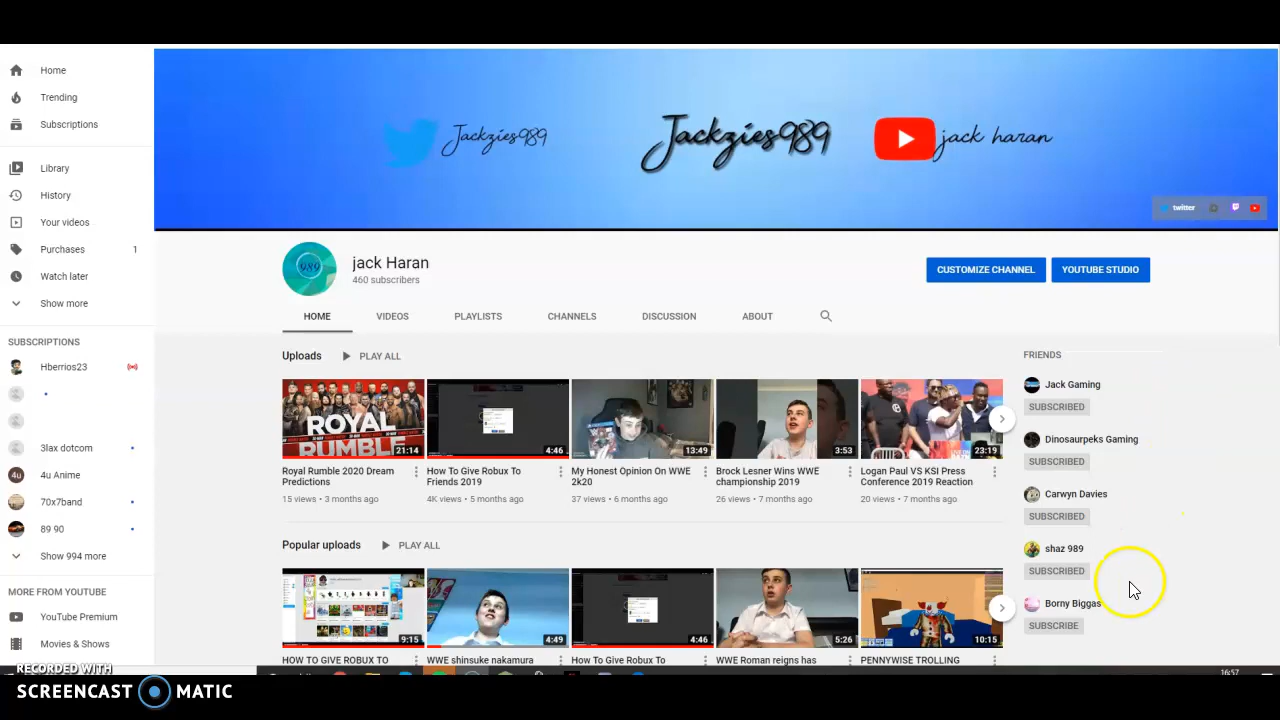 Home
Trending
Subscriptions
Library
History
Your videos
Purchases 1
Watch later
Show more
SUBSCRIPTIONS
Hberrios23
3lax dotcom
4u 4u Anime
70x7band
89 90
Show 994 more
MORE FROM YOUTUBE
YouTube Premium
Movies & Shows
Jackzies989 Jackzies989 jack haran
twitter
989
jack Haran
460 subscribers
CUSTOMIZE CHANNEL YOUTUBE STUDIO
HOME VIDEOS PLAYLISTS CHANNELS DISCUSSION ABOUT
Uploads PLAY ALL
ROYAL
RUMBLE
21:14 4:46 13:49 3:53 23:19
Royal Rumble 2020 Dream
Predictions
15 views • 3 months ago
How To Give Robux To
Friends 2019
4K views • 5 months ago
My Honest Opinion On WWE
2k20
37 views • 6 months ago
Brock Lesner Wins WWE
championship 2019
26 views • 7 months ago
Logan Paul VS KSI Press
Conference 2019 Reaction
20 views • 7 months ago
Popular uploads PLAY ALL
9:15 4:49 4:46 5:26 10:15
HOW TO GIVE ROBUX TO
WWE shinsuke nakamura
How To Give Robux To
WWE Roman reigns has
PENNYWISE TROLLING
FRIENDS
Jack Gaming
SUBSCRIBED
Dinosaurpeks Gaming
SUBSCRIBED
Carwyn Davies
SUBSCRIBED
shaz 989
SUBSCRIBED
Borny Biggas
SUBSCRIBE
16:57
RECORDED WITH
SCREENCAST MATIC